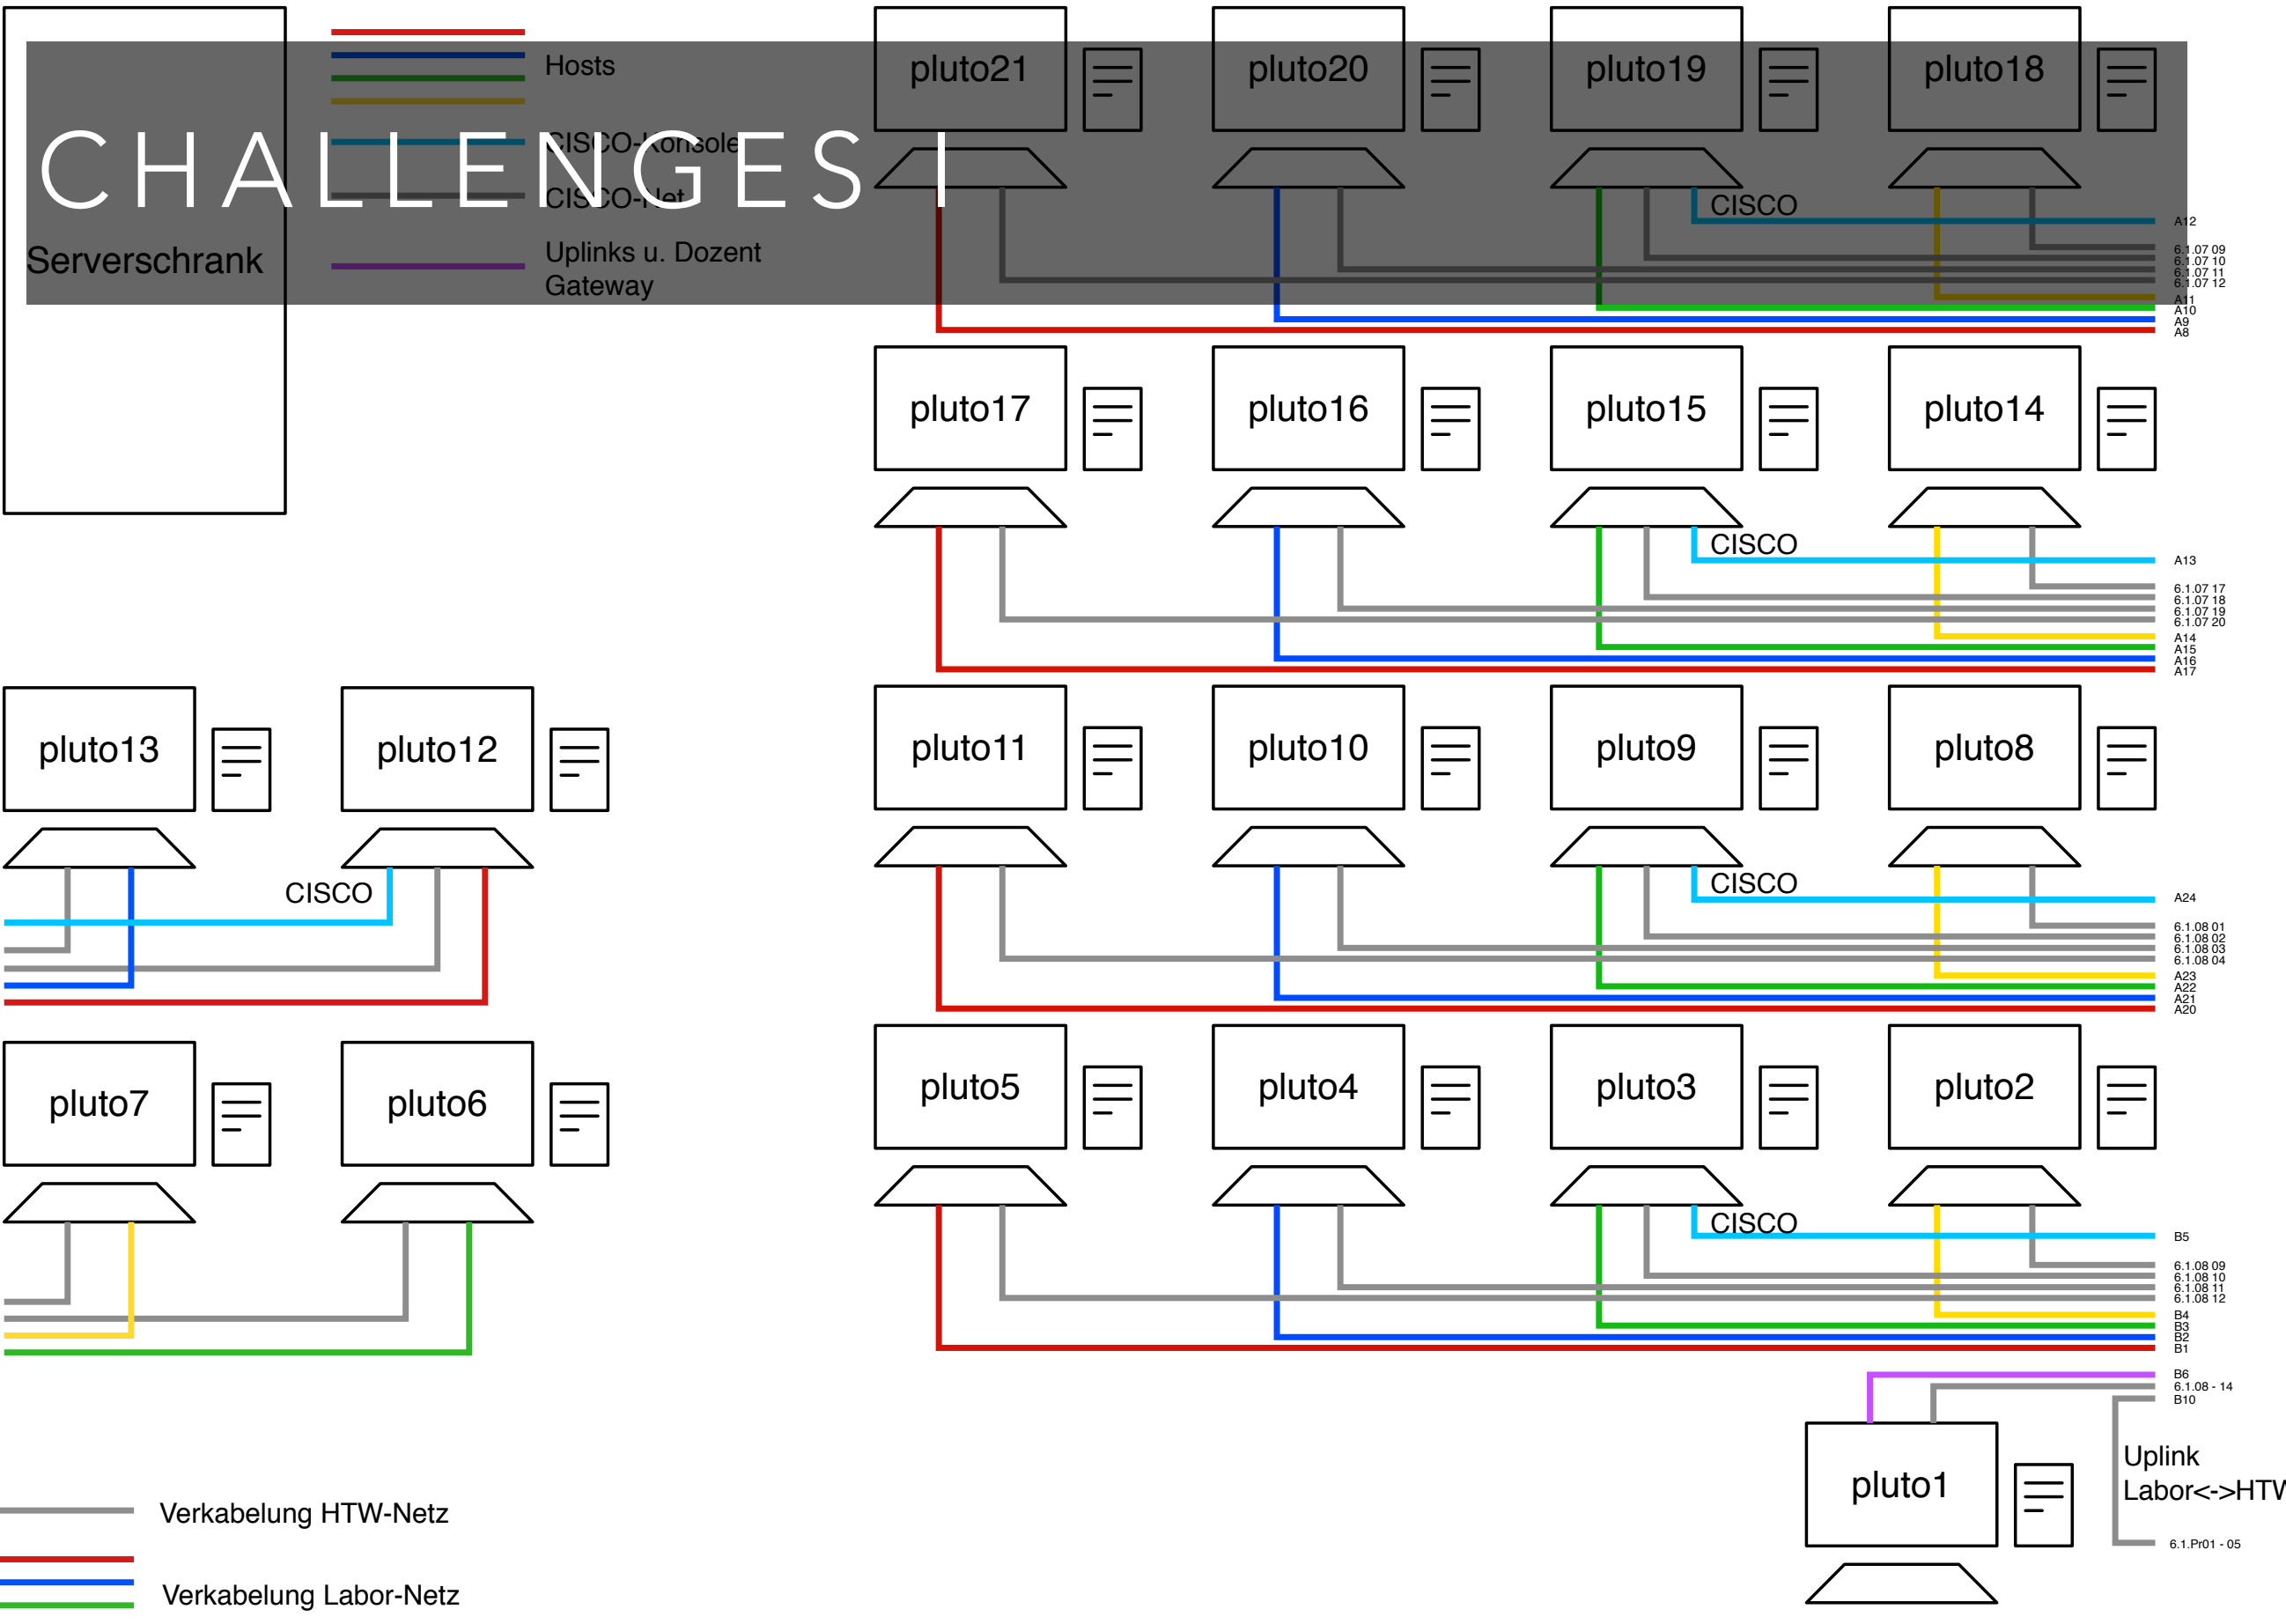 CHALLENGES I
Hosts
CISCO-Konsole
CISCO-Net
Uplinks u. Dozent
Gateway
Serverschrank
pluto21
pluto20
pluto19
pluto18
CISCO
A12
6.1.07 09
6.1.07 10
6.1.07 11
6.1.07 12
A11
A10
A9
A8
pluto17
pluto16
pluto15
pluto14
CISCO
A13
6.1.07 17
6.1.07 18
6.1.07 19
6.1.07 20
A14
A15
A16
A17
pluto13
pluto12
CISCO
pluto11
pluto10
pluto9
pluto8
CISCO
A24
6.1.08 01
6.1.08 02
6.1.08 03
6.1.08 04
A23
A22
A21
A20
pluto7
pluto6
pluto5
pluto4
pluto3
pluto2
CISCO
B5
6.1.08 09
6.1.08 10
6.1.08 11
6.1.08 12
B4
B3
B2
B1
B6
6.1.08 - 14
B10
pluto1
Uplink
Labor<->HTW
6.1.Pr01 - 05
Verkabelung HTW-Netz
Verkabelung Labor-Netz